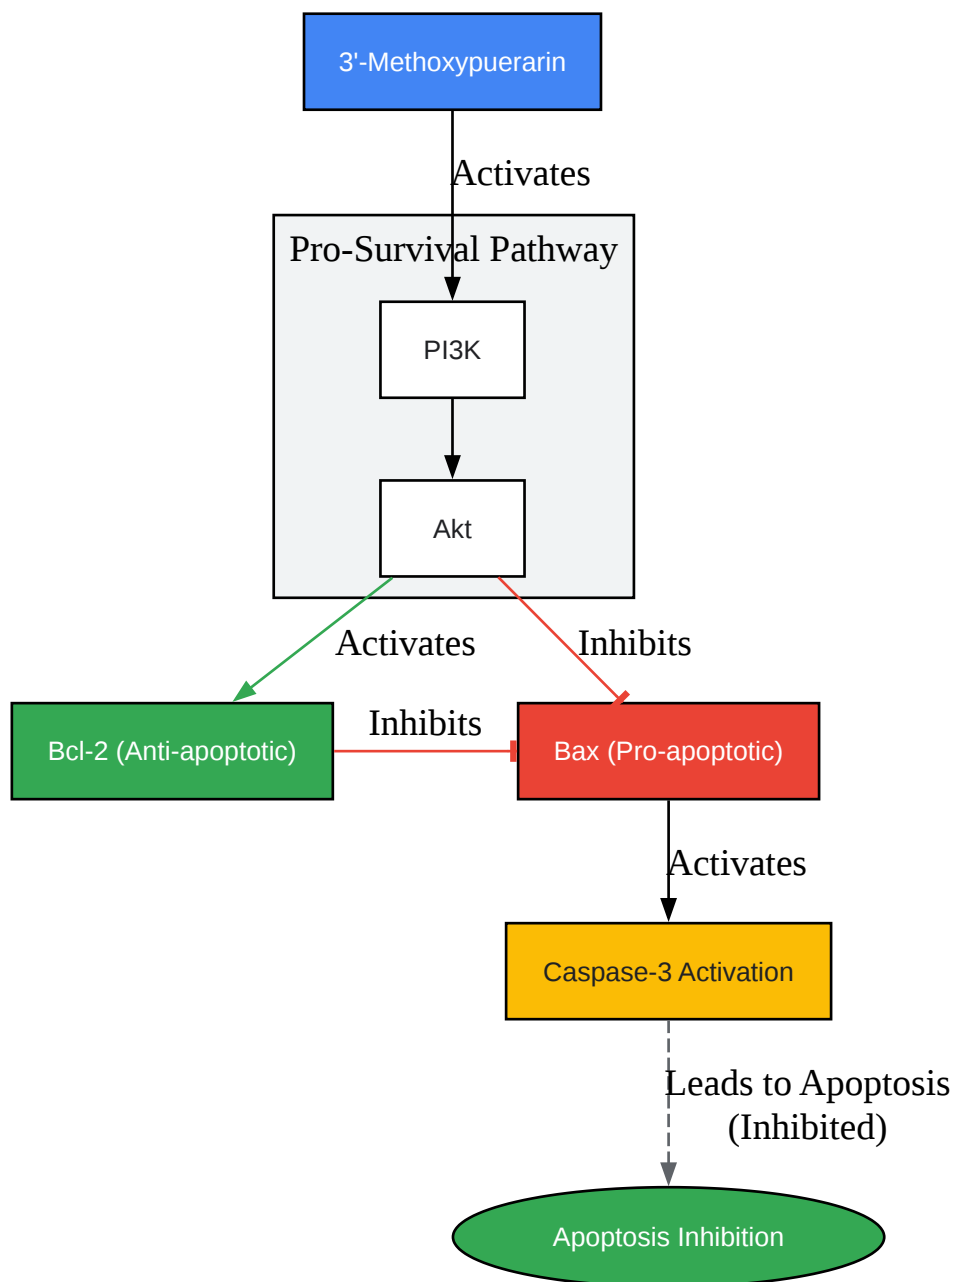 3'-Methoxypuerarin
Activates
Pro-Survival Pathway
PI3K
Akt
Activates
Inhibits
Bcl-2 (Anti-apoptotic)
Inhibits
Bax (Pro-apoptotic)
Activates
Caspase-3 Activation
Leads to Apoptosis
(Inhibited)
Apoptosis Inhibition